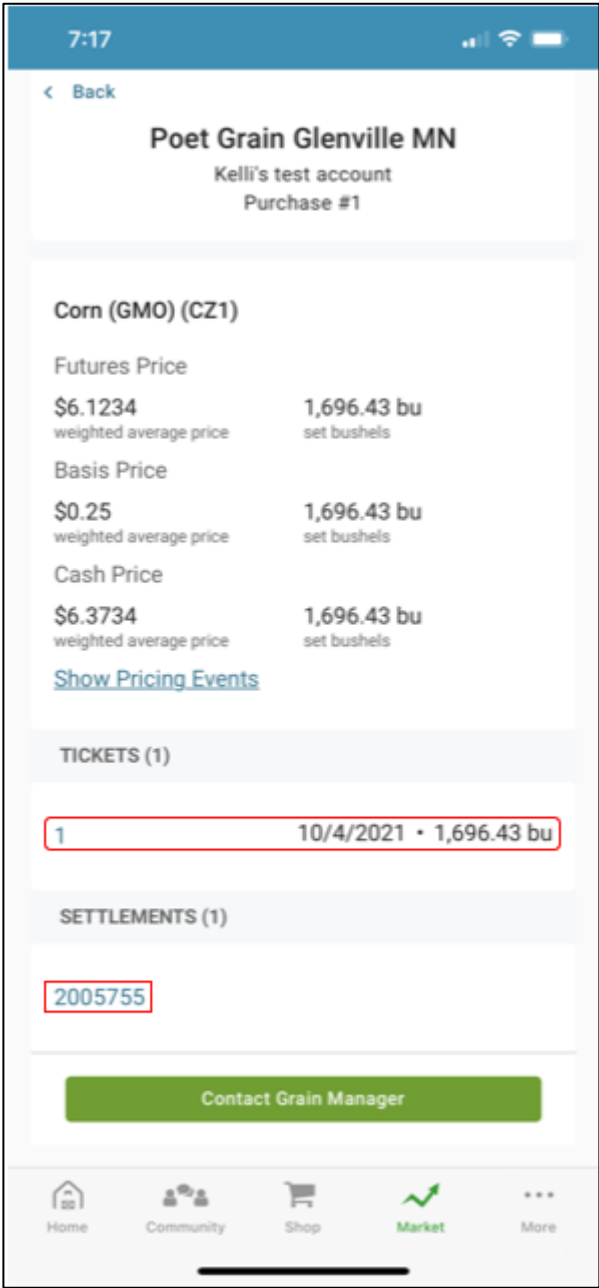 7:17
< Back
Poet Grain Glenville MN
Kelli's test account
Purchase #1
Corn (GMO) (CZ1)
Futures Price
$6.1234 1,696.43 bu
weighted average price set bushels
Basis Price
$0.25 1,696.43 bu
weighted average price set bushels
Cash Price
$6.3734 1,696.43 bu
weighted average price set bushels
Show Pricing Events
TICKETS (1)
1 10/4/2021 • 1,696.43 bu
SETTLEMENTS (1)
2005755
Contact Grain Manager
Home Community Shop Market More